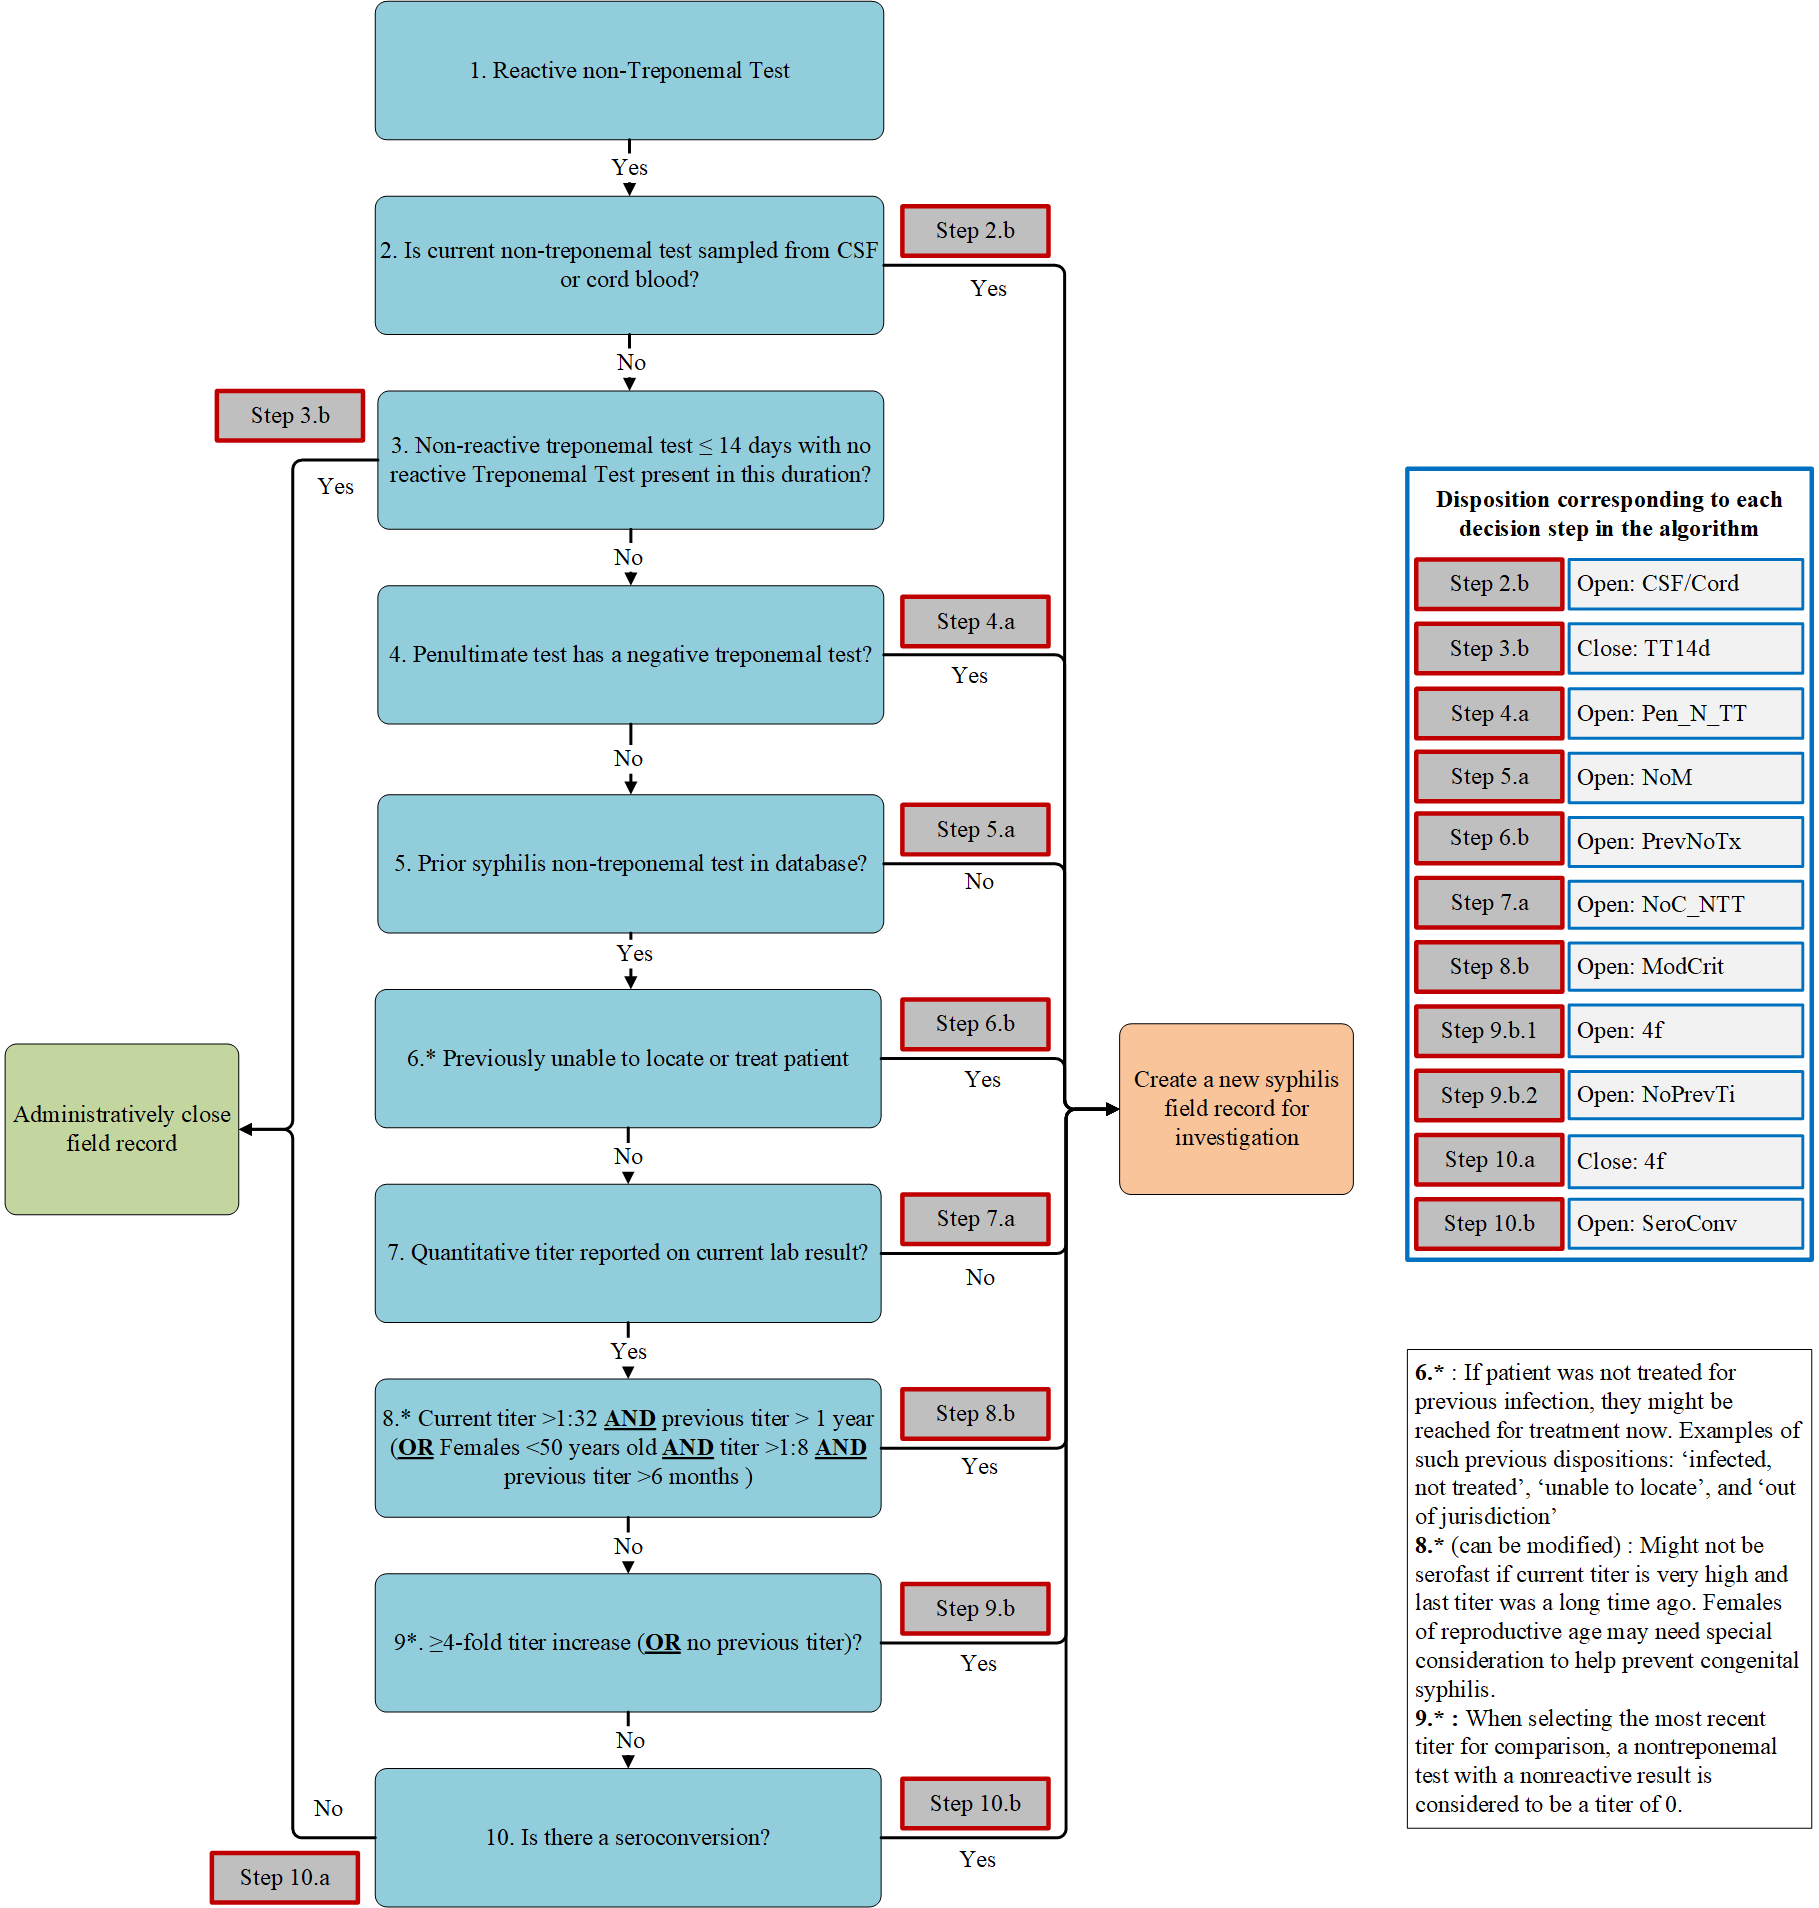 1. Reactive non-Treponemal Test
Yes
2. Is current non-treponemal test sampled from CSF
or cord blood?
Step 2.b
Yes
No
Step 3.b
Yes
3. Non-reactive treponemal test ≤ 14 days with no
reactive Treponemal Test present in this duration?
No
4. Penultimate test has a negative treponemal test?
Step 4.a
Yes
No
5. Prior syphilis non-treponemal test in database?
Step 5.a
No
Yes
6.* Previously unable to locate or treat patient
Step 6.b
Yes
No
7. Quantitative titer reported on current lab result?
Step 7.a
No
Yes
8.* Current titer >1:32 AND previous titer > 1 year
(OR Females <50 years old AND titer >1:8 AND
previous titer >6 months )
Step 8.b
Yes
No
9*. ≥4-fold titer increase (OR no previous titer)?
Step 9.b
Yes
No
10. Is there a seroconversion?
Step 10.b
Yes
No
Step 10.a
Administratively close
field record
Create a new syphilis
field record for
investigation
Disposition corresponding to each
decision step in the algorithm
Step 2.b Open: CSF/Cord
Step 3.b Close: TT14d
Step 4.a Open: Pen_N_TT
Step 5.a Open: NoM
Step 6.b Open: PrevNoTx
Step 7.a Open: NoC_NTT
Step 8.b Open: ModCrit
Step 9.b.1 Open: 4f
Step 9.b.2 Open: NoPrevTi
Step 10.a Close: 4f
Step 10.b Open: SeroConv
6.* : If patient was not treated for
previous infection, they might be
reached for treatment now. Examples of
such previous dispositions: ‘infected,
not treated’, ‘unable to locate’, and ‘out
of jurisdiction’
8.* (can be modified) : Might not be
serofast if current titer is very high and
last titer was a long time ago. Females
of reproductive age may need special
consideration to help prevent congenital
syphilis.
9.* : When selecting the most recent
titer for comparison, a nontreponemal
test with a nonreactive result is
considered to be a titer of 0.